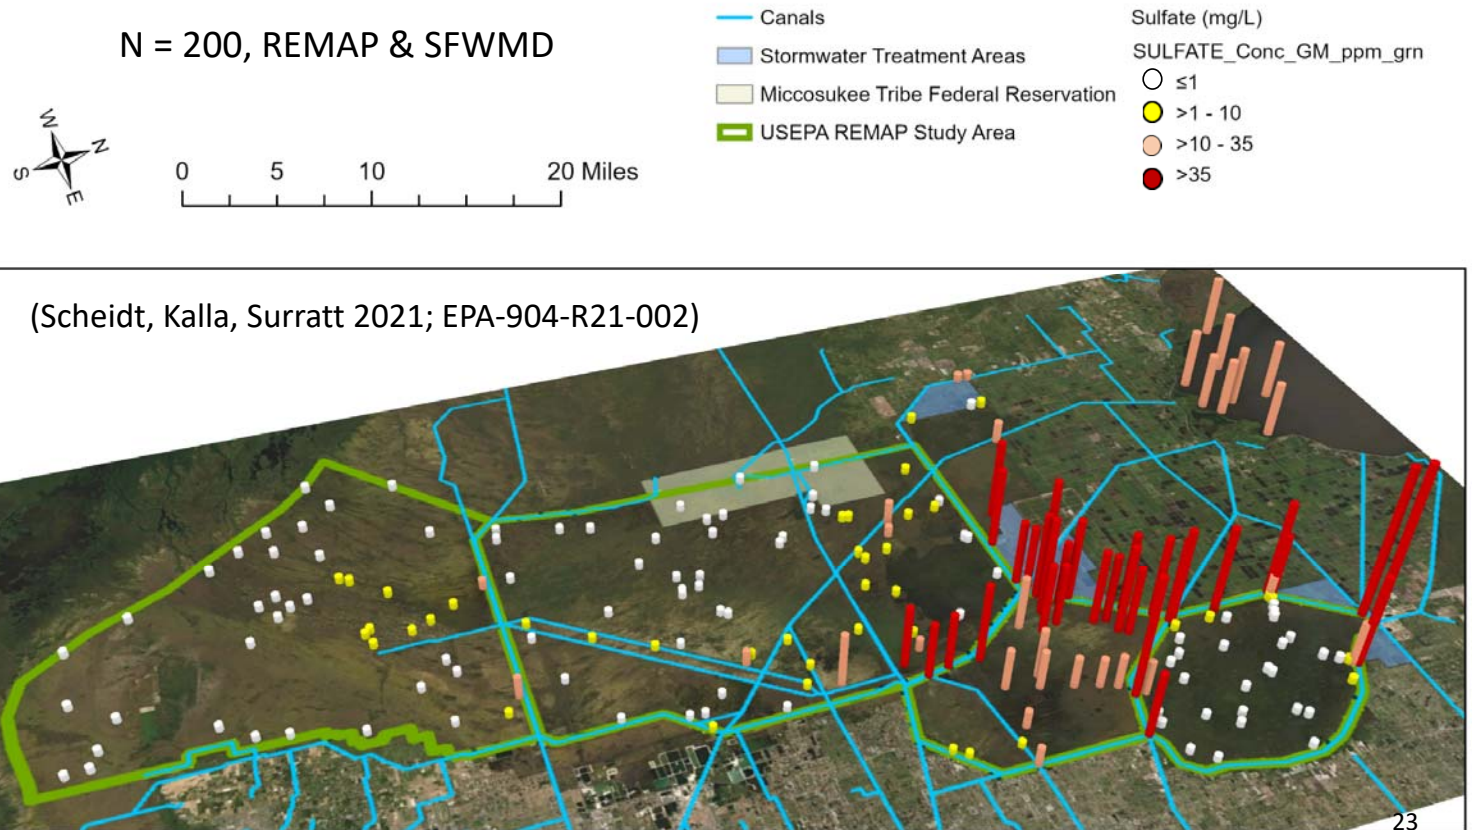 N = 200, REMAP & SFWMD
W
N
S
E
0 5 10 20 Miles
Canals
Stormwater Treatment Areas
Miccosukee Tribe Federal Reservation
USEPA REMAP Study Area
Sulfate (mg/L)
SULFATE_Conc_GM_ppm_grn
≤1
>1 - 10
>10 - 35
>35
(Scheidt, Kalla, Surratt 2021; EPA-904-R21-002)
23